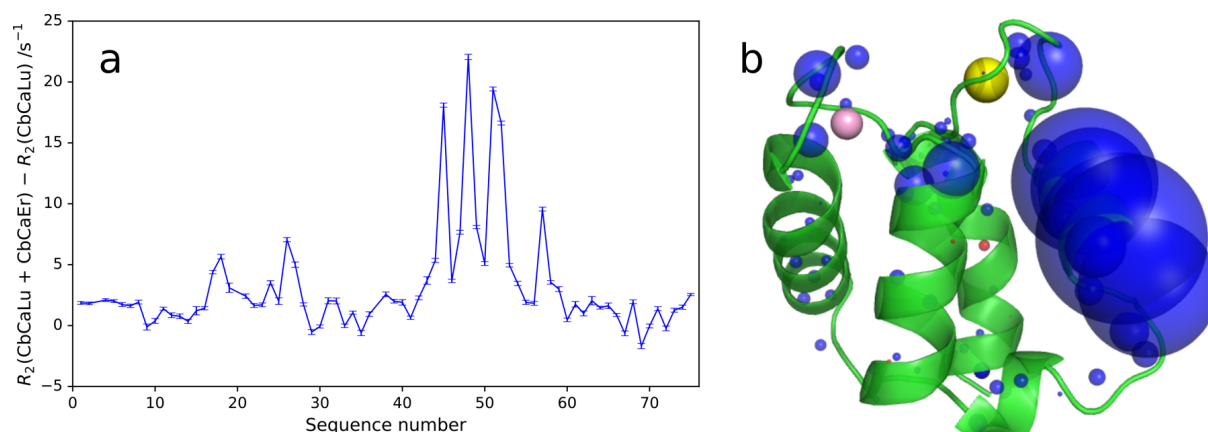 a
b
R₂(CbCaLu + CbCaEr) − R₂(CbCaLu) /s⁻¹
25
20
15
10
5
0
−5
0 10 20 30 40 50 60 70
Sequence number